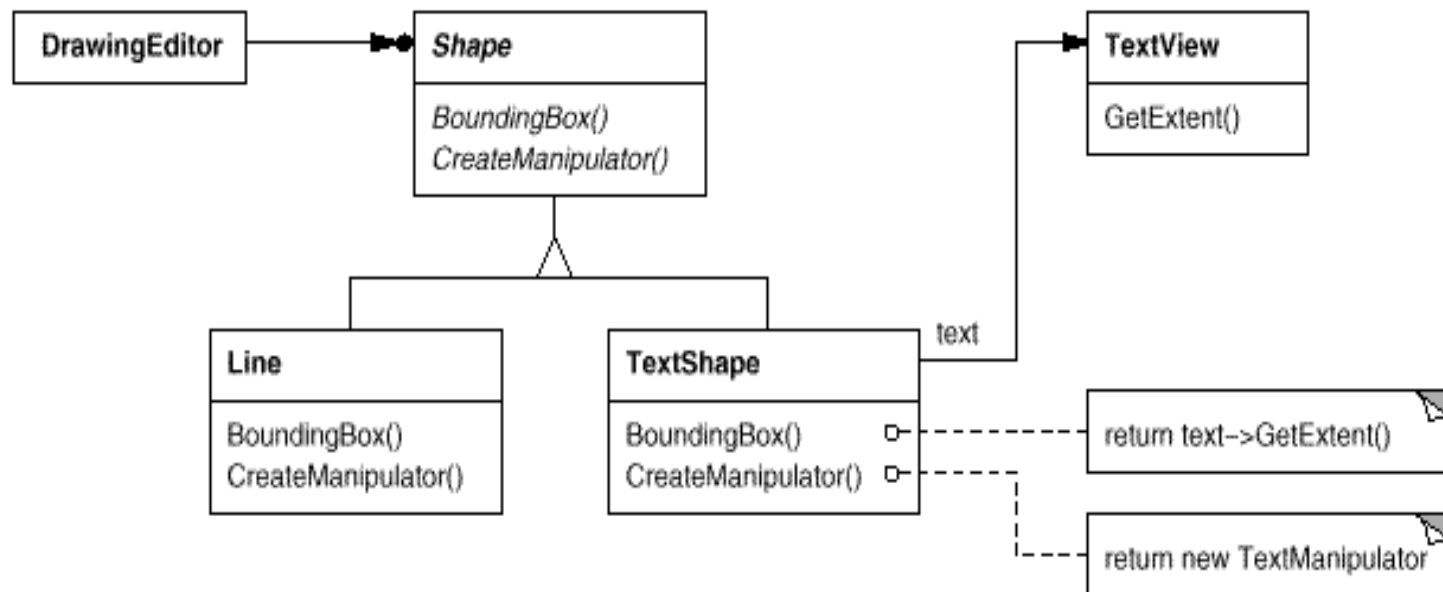 DrawingEditor
Shape
BoundingBox()
CreateManipulator()
TextView
GetExtent()
Line
BoundingBox()
CreateManipulator()
TextShape
BoundingBox()
CreateManipulator()
text
return text–>GetExtent()
return new TextManipulator